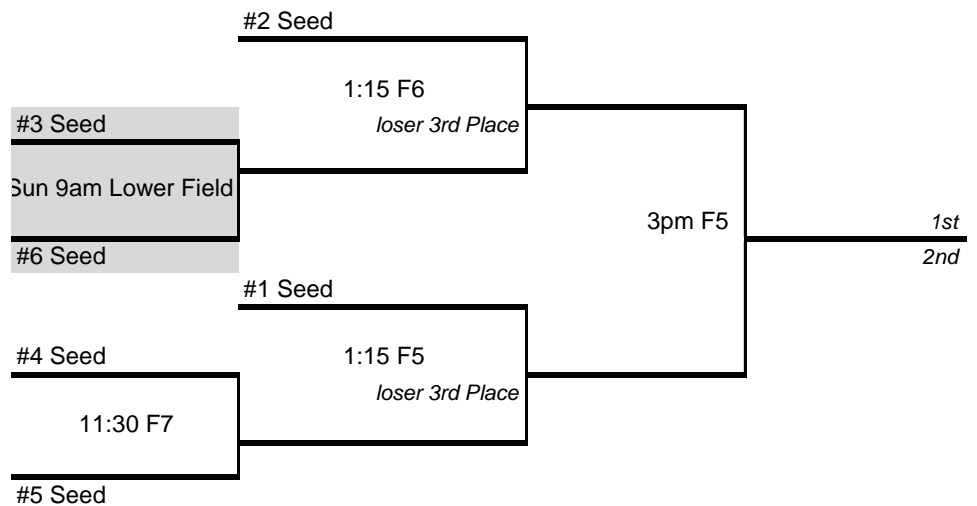 #2 Seed
1:15 F6
#3 Seed
loser 3rd Place
Sun 9am Lower Field
3pm F5
1st
#6 Seed
2nd
#1 Seed
#4 Seed
1:15 F5
loser 3rd Place
11:30 F7
#5 Seed